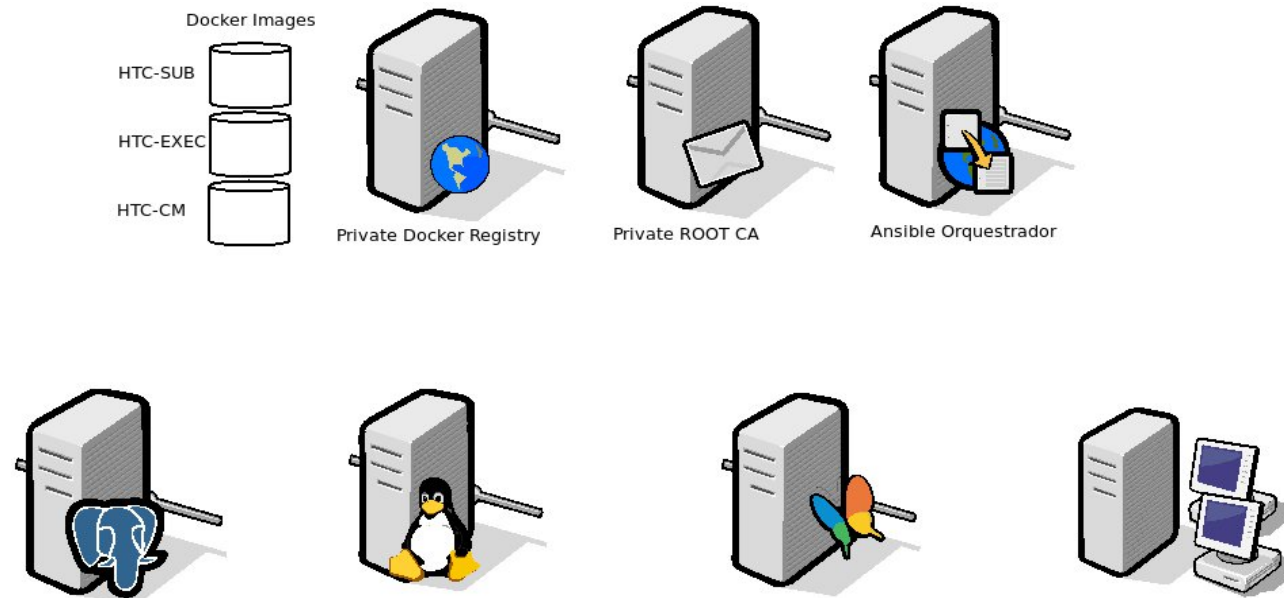 Docker Images
HTC-SUB
HTC-EXEC
HTC-CM
Private Docker Registry
Private ROOT CA
Ansible Orquestrador